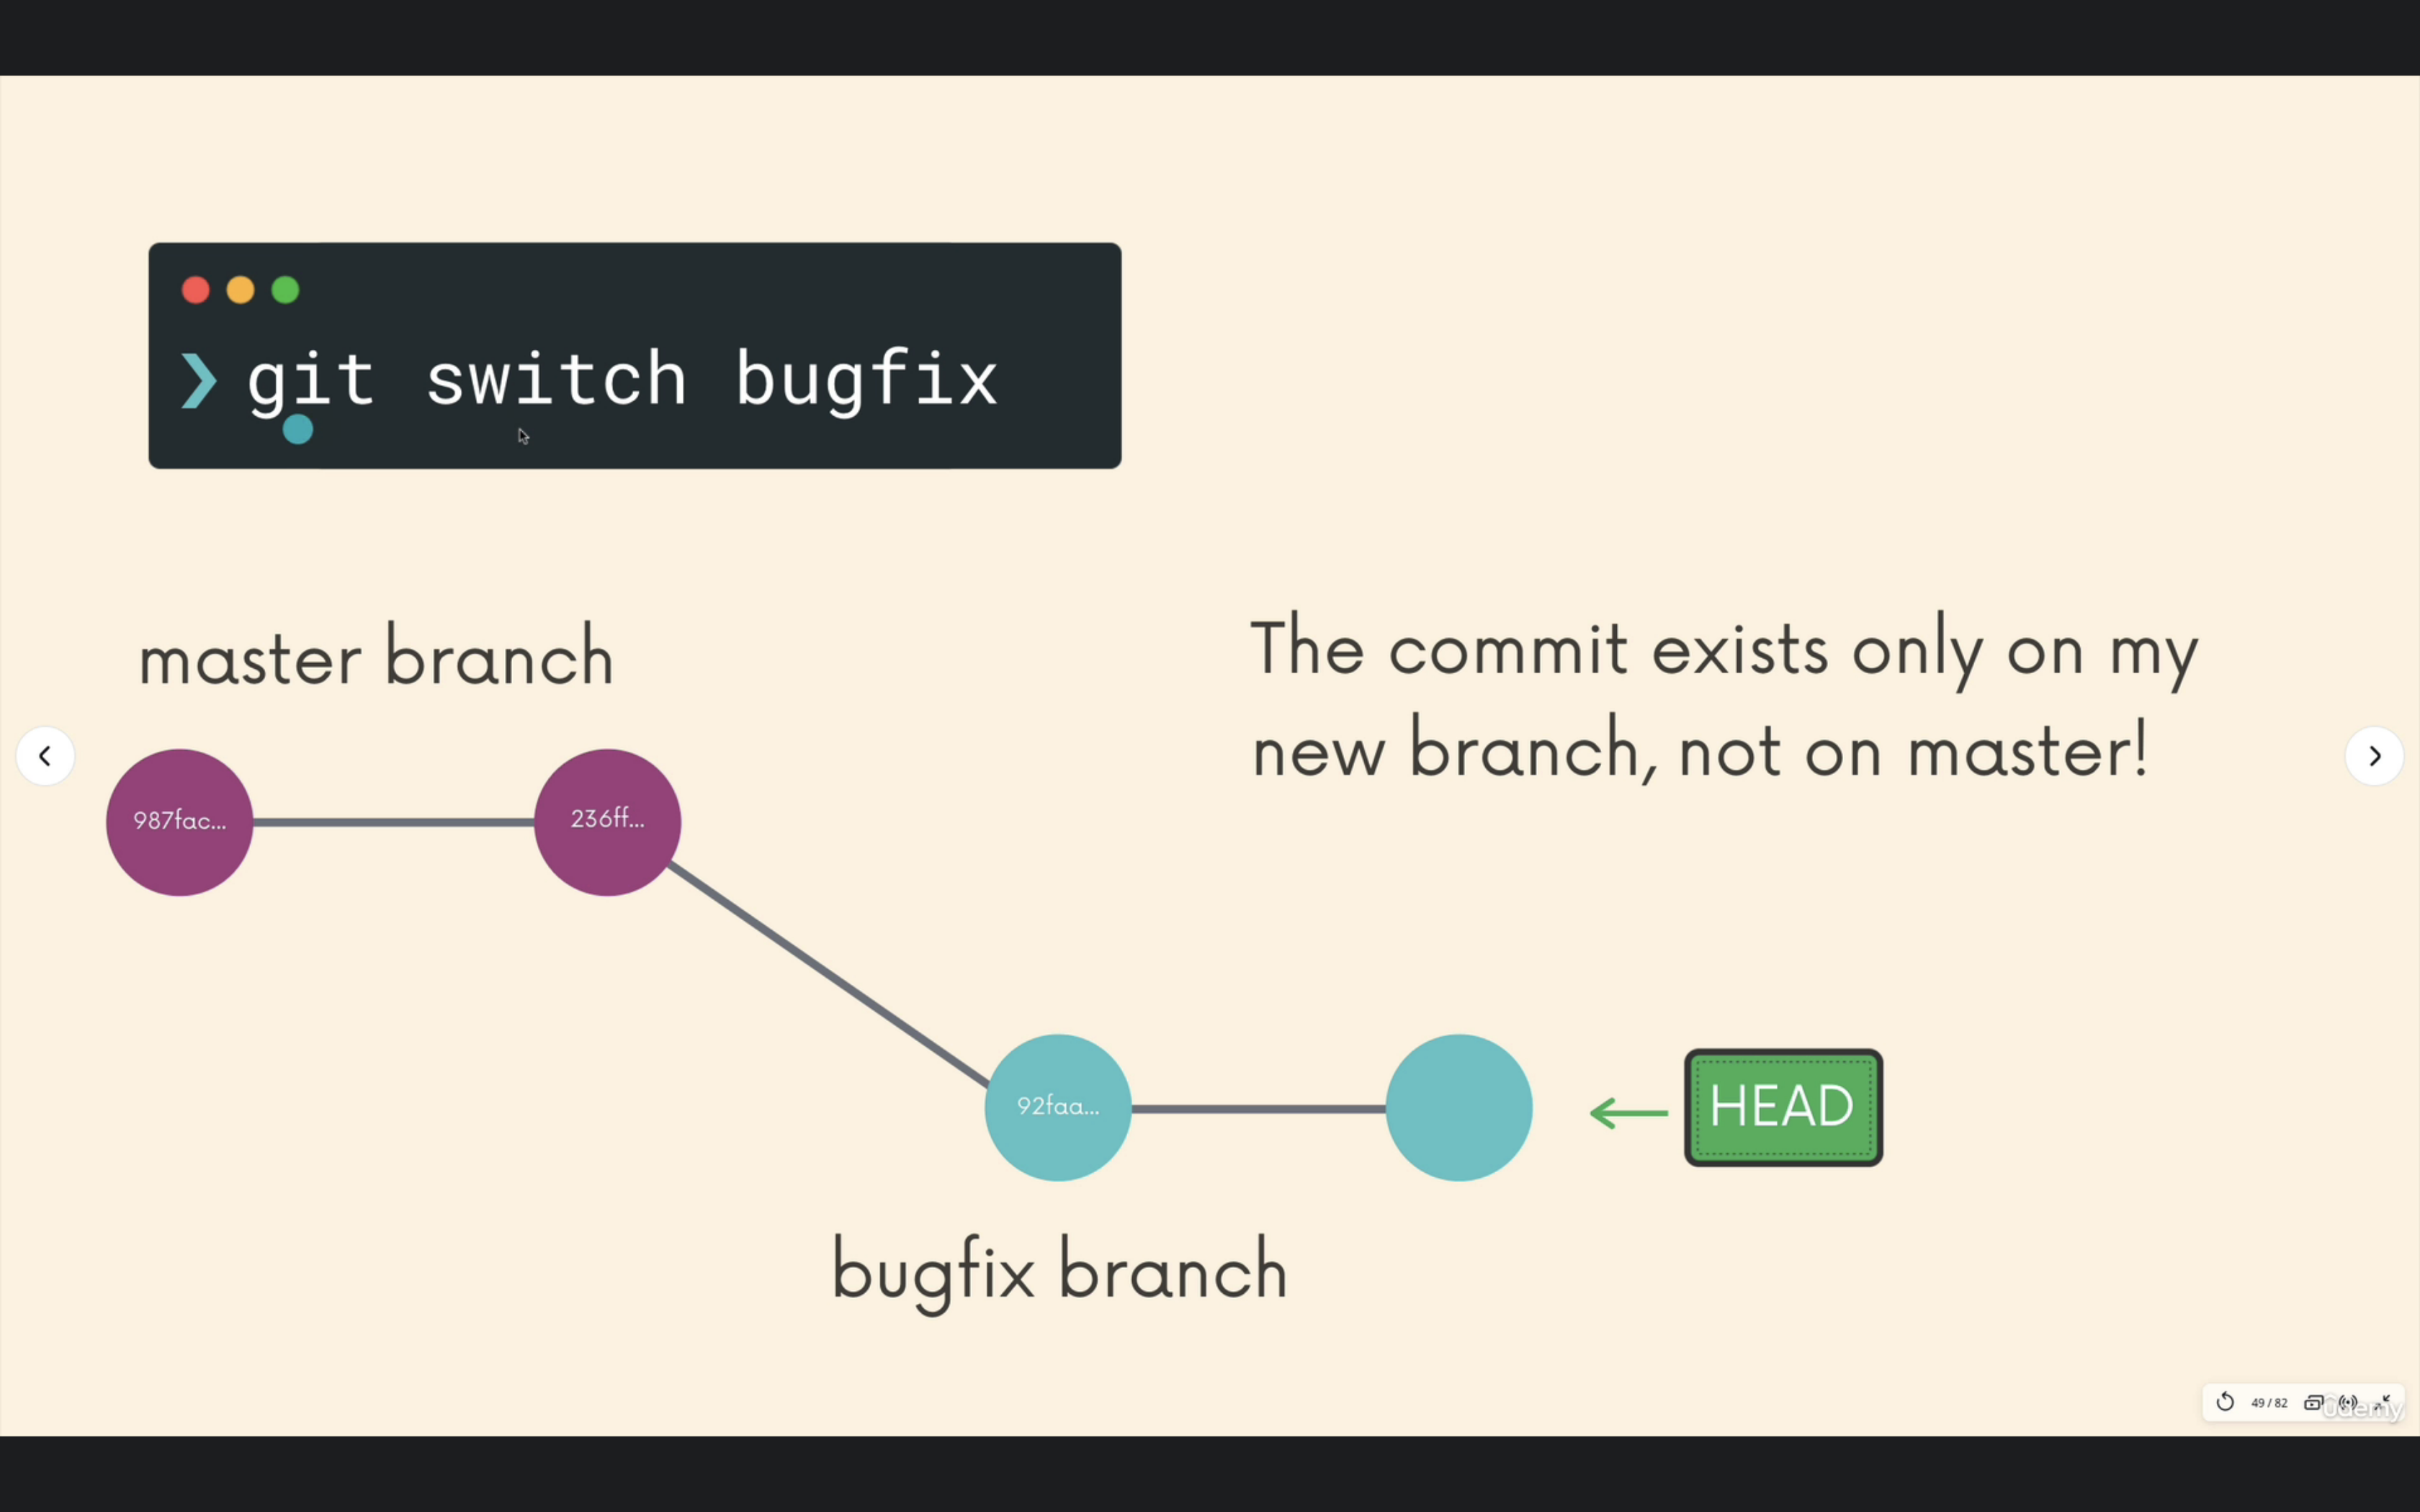 git switch bugfix
master branch
The commit exists only on my
new branch, not on master!
987fac...
236ff...
92faa...
HEAD
bugfix branch
49 / 82
Udemy